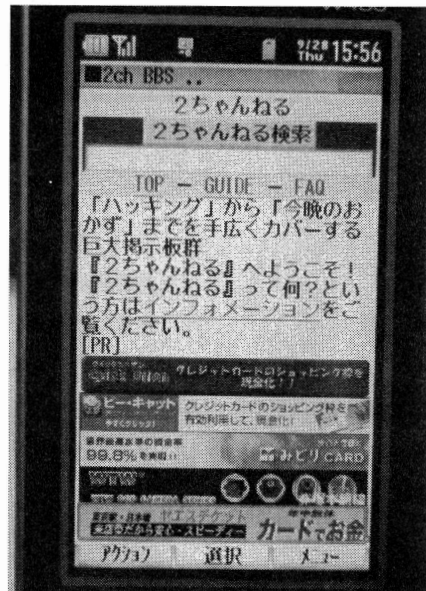 9/28
Thu 15:56
2ch BBS ..
2ちゃんねる
2ちゃんねる検索
TOP − GUIDE − FAQ
「ハッキング」から「今晩のお
かず」までを手広くカバーする
巨大掲示板群
『2ちゃんねる』へようこそ!
『2ちゃんねる』って何?とい
う方はインフォメーションをご
覧ください。
[PR]
クレジットカードのショッピング枠を
現金化!!
ビー・キャット
クレジットカードのショッピング枠を
有効利用して、現金化!
99.8%を実現!!
みどりCARD
カードでお金
アクション 選択 メニュー